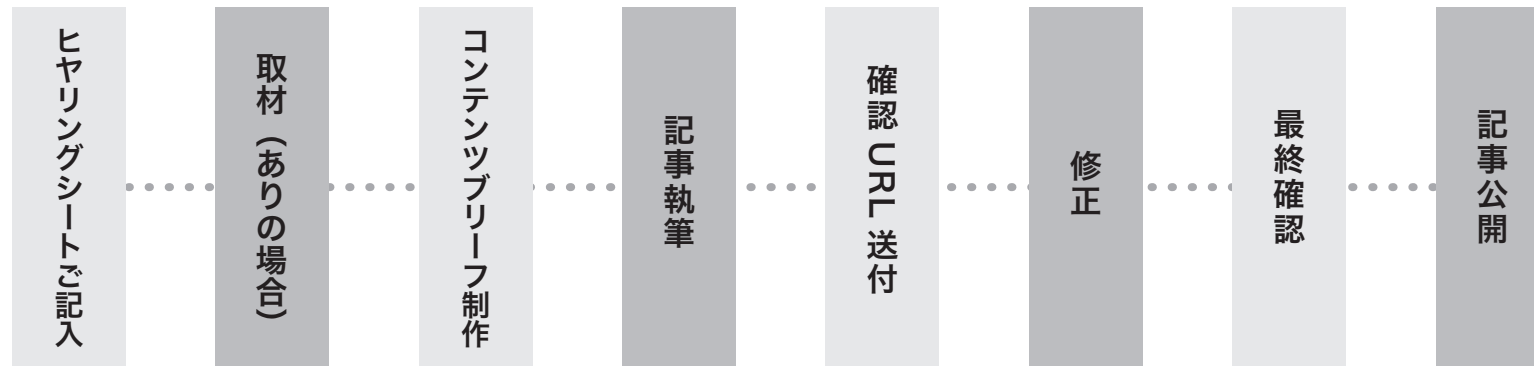 ヒヤリングシートご記入
取材（ありの場合）
コンテンツブリーフ制作
記事執筆
確認 URL 送付
修正
最終確認
記事公開